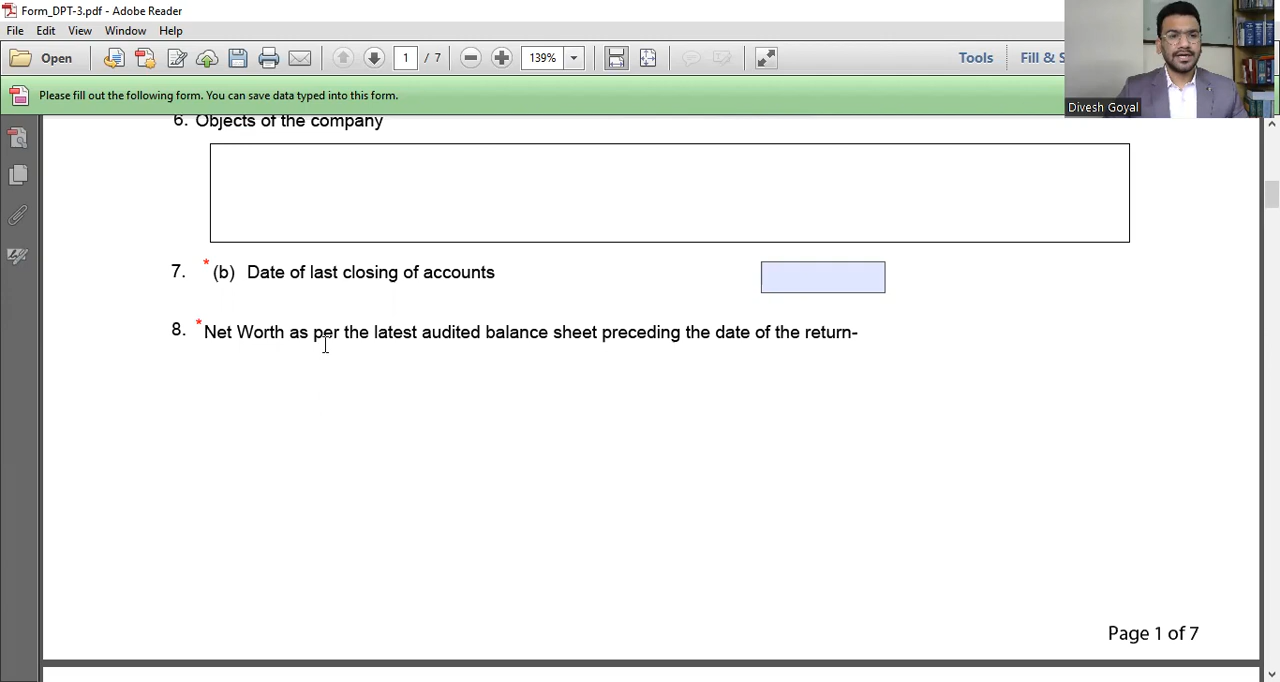 Form_DPT-3.pdf - Adobe Reader
File Edit View Window Help
Open 1 / 7 139% Tools Fill & S
Please fill out the following form. You can save data typed into this form.
Divesh Goyal
6. Objects of the company
7. * (b) Date of last closing of accounts
8. * Net Worth as per the latest audited balance sheet preceding the date of the return-
Page 1 of 7